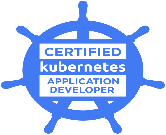 CERTIFIED
kubernetes
APPLICATION
DEVELOPER